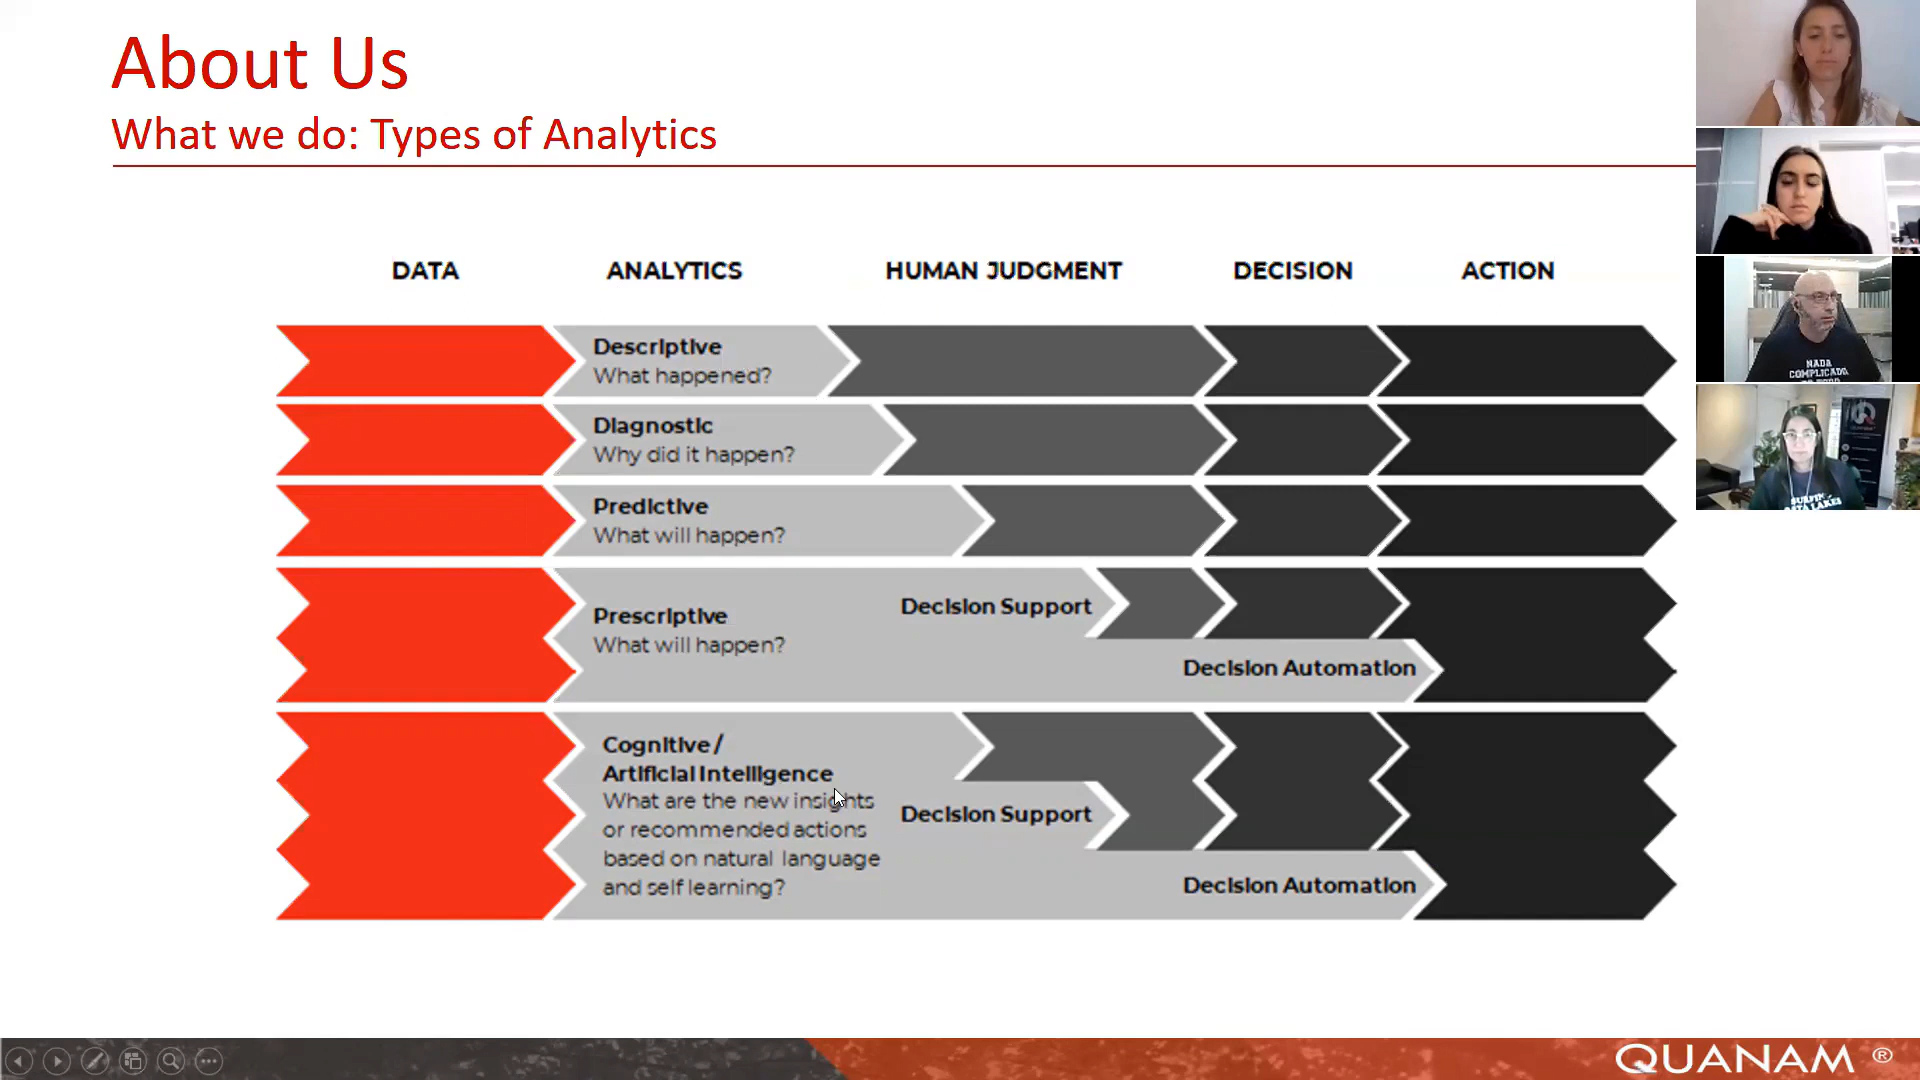 About Us
What we do: Types of Analytics
DATA
ANALYTICS
HUMAN JUDGMENT
DECISION
ACTION
Descriptive
What happened?
Diagnostic
Why did it happen?
Predictive
What will happen?
Prescriptive
What will happen?
Decision Support
Decision Automation
Cognitive /
Artificial Intelligence
What are the new insights
or recommended actions
based on natural language
and self learning?
Decision Support
Decision Automation
NADA
COMPLICADO
LAKES
QUANAM ®